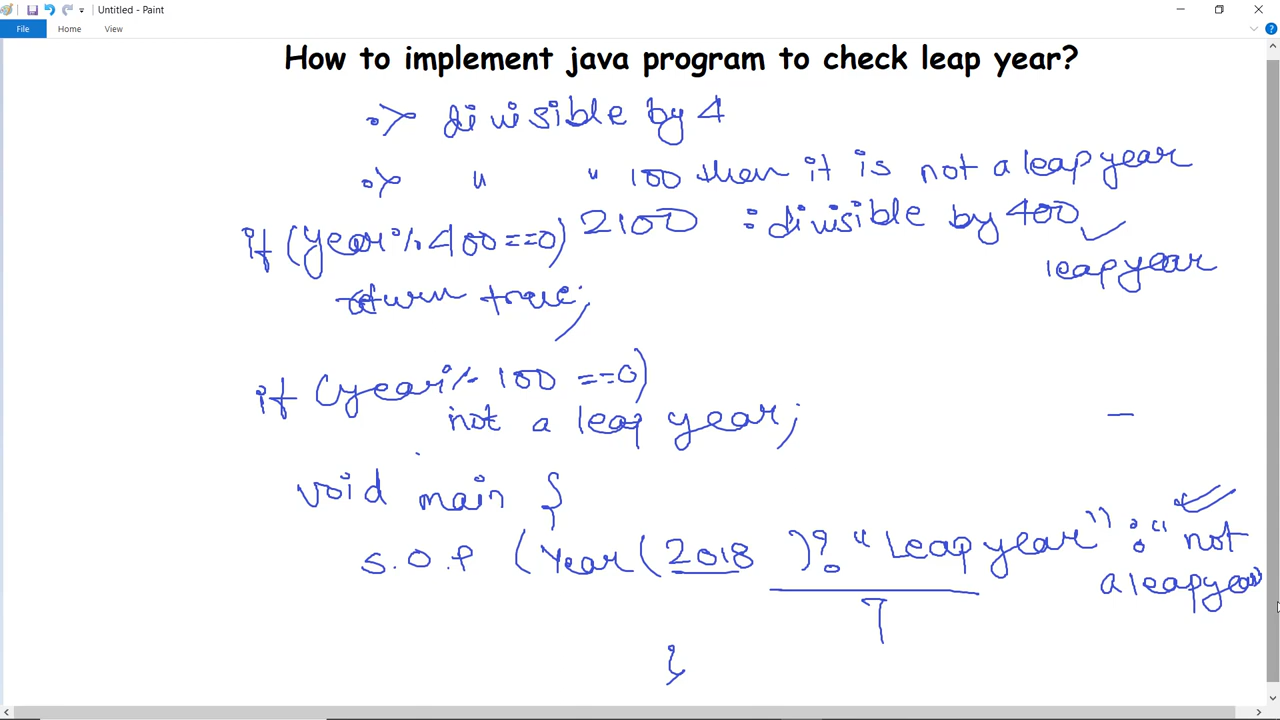 Untitled - Paint
File Home View
How to implement java program to check leap year?
divisible by 4
" " 100 then it is not a leap year
if (year % 400 ==0) 2100 : divisible by 400
leap year
return true;
if (year % 100 ==0)
not a leap year;
void main {
S.O.P (Year(2018 )? "Leap year" : "not
a leap year
T
}